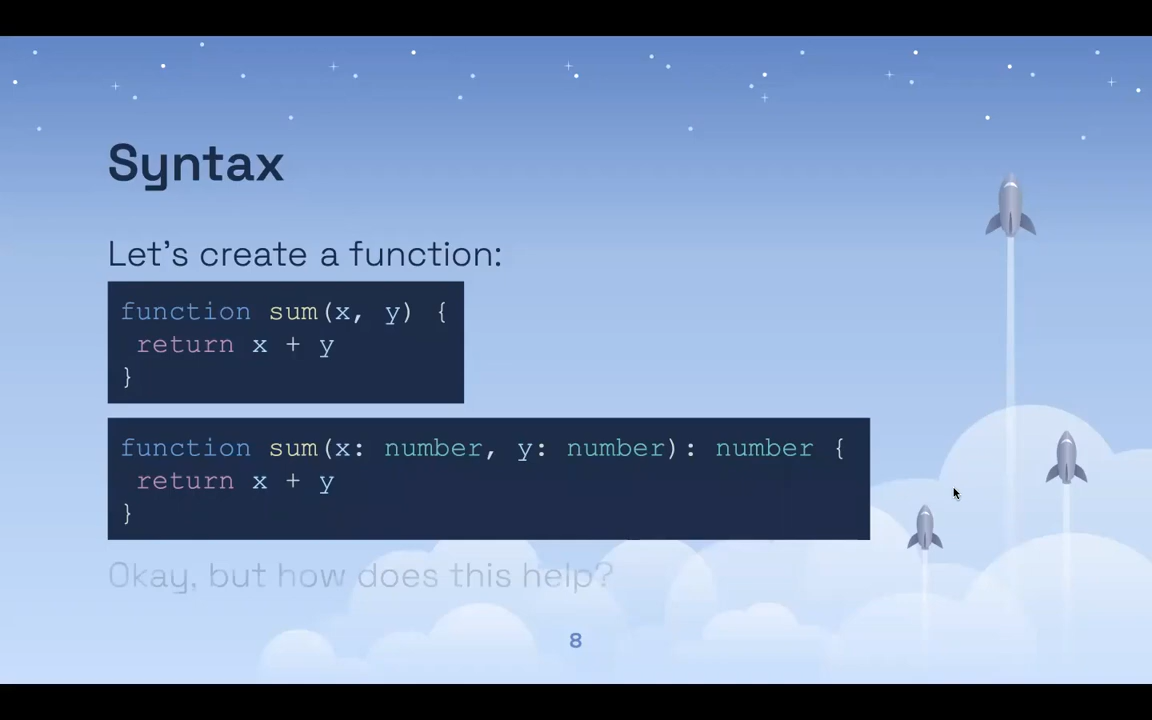 Syntax
Let's create a function:
function sum(x, y) {
 return x + y
}
function sum(x: number, y: number): number {
 return x + y
}
Okay, but how does this help?
8